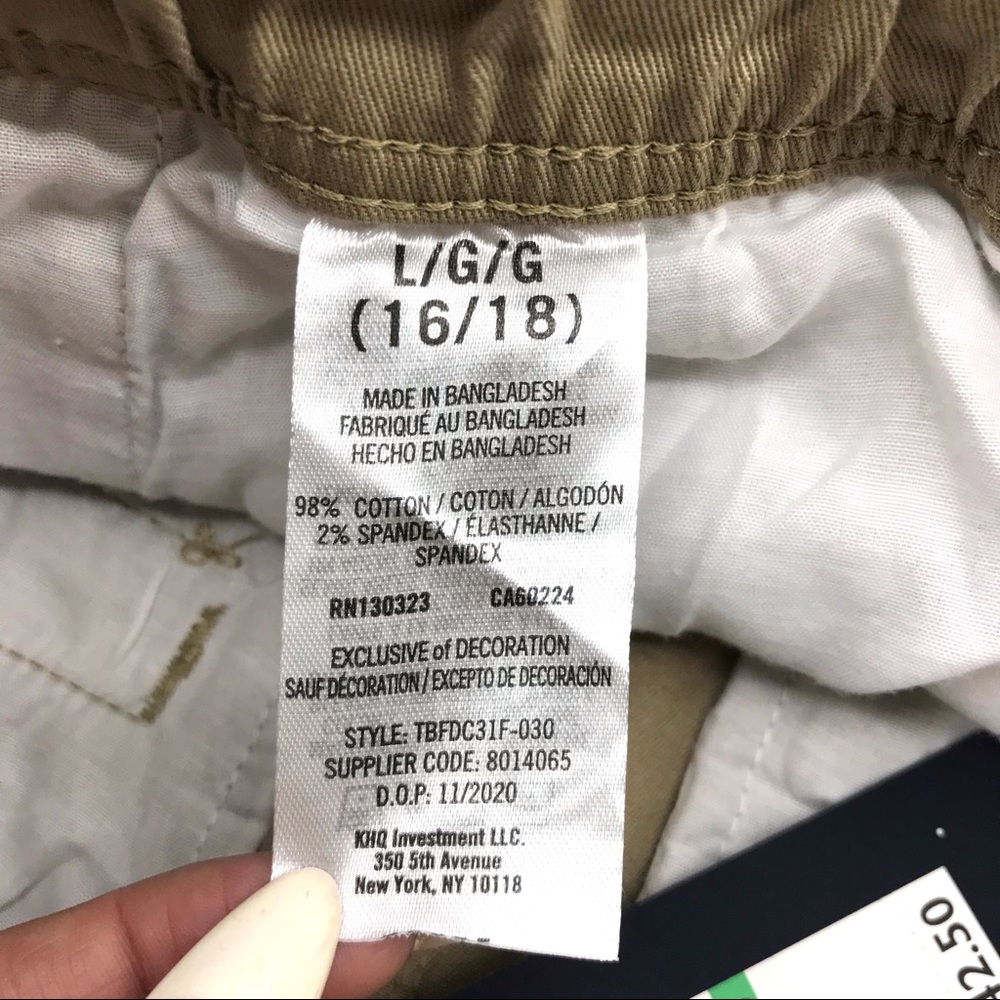 L/G/G
(16/18)
MADE IN BANGLADESH
FABRIQUÉ AU BANGLADESH
HECHO EN BANGLADESH
98% COTTON / COTON / ALGODÓN
2% SPANDEX / ÉLASTHANNE /
SPANDEX
RN130323 CA60224
EXCLUSIVE of DECORATION
SAUF DÉCORATION / EXCEPTO DE DECORACIÓN
STYLE: TBFDC31F-030
SUPPLIER CODE: 8014065
D.O.P: 11/2020
KHQ Investment LLC.
350 5th Avenue
New York, NY 10118